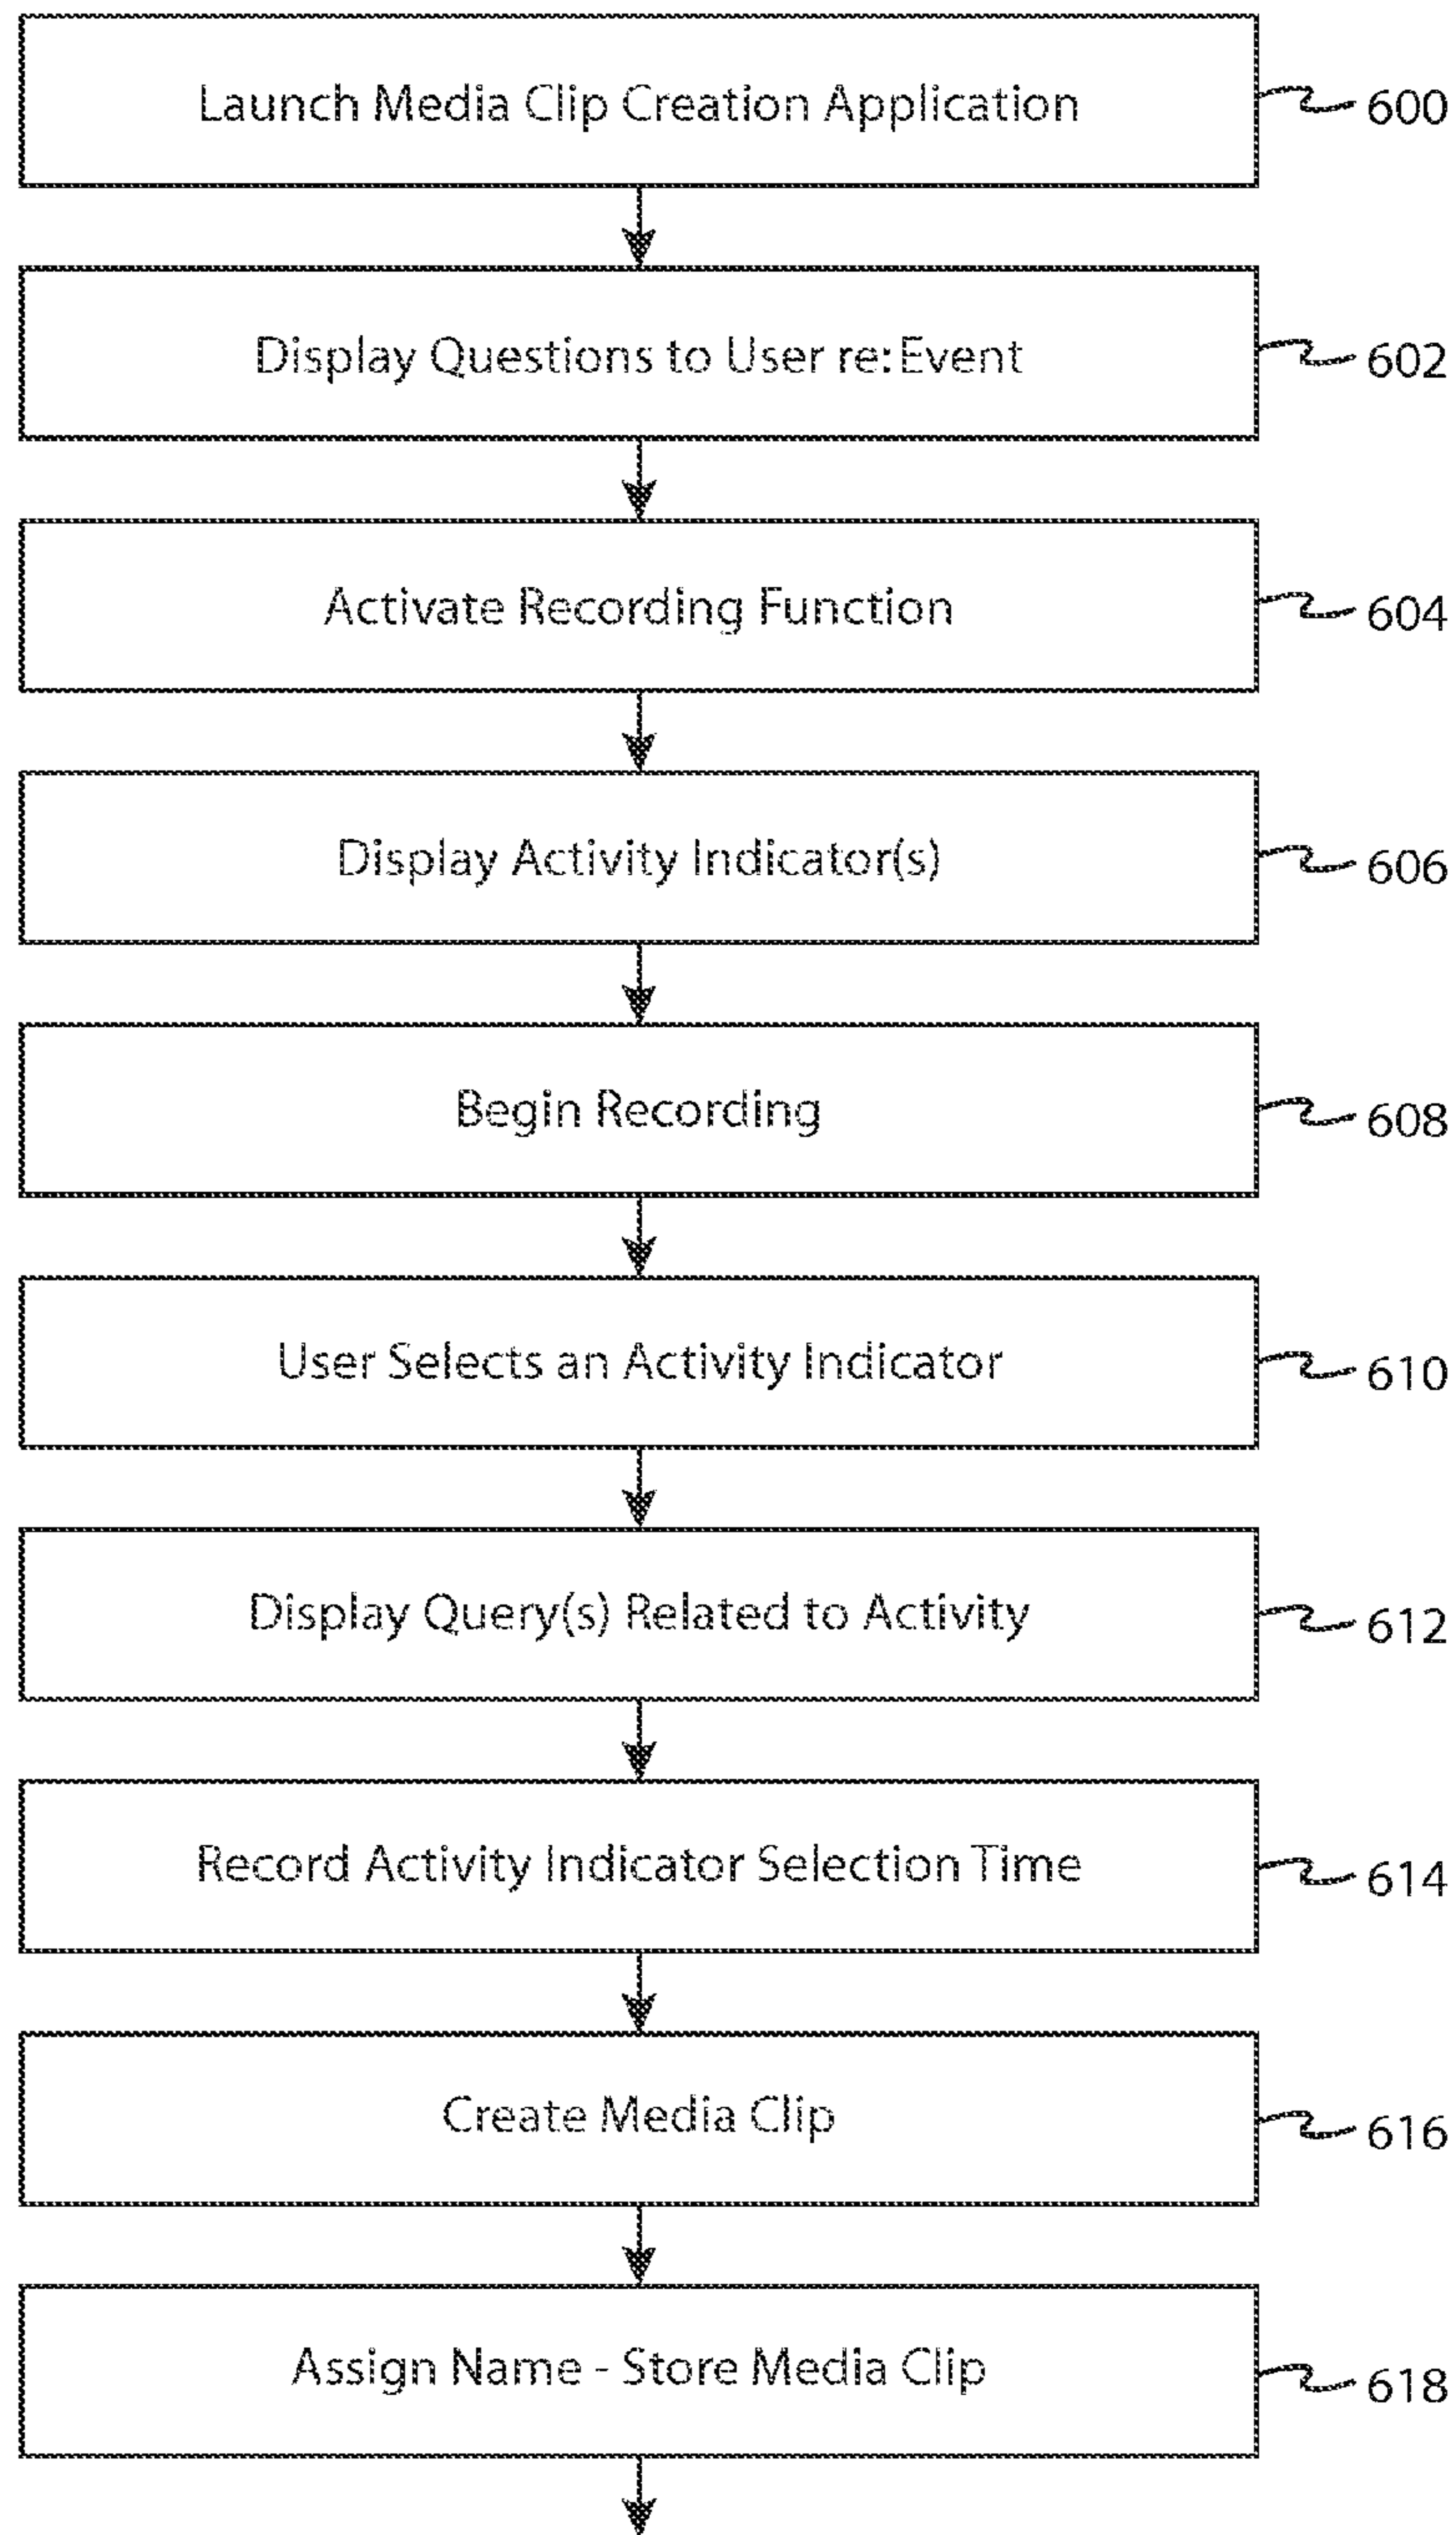 Launch Media Clip Creation Application
600
Display Questions to User re: Event
602
Activate Recording Function
604
Display Activity Indicator(s)
606
Begin Recording
608
User Selects an Activity Indicator
610
Display Query(s) Related to Activity
612
Record Activity Indicator Selection Time
614
Create Media Clip
616
Assign Name - Store Media Clip
618